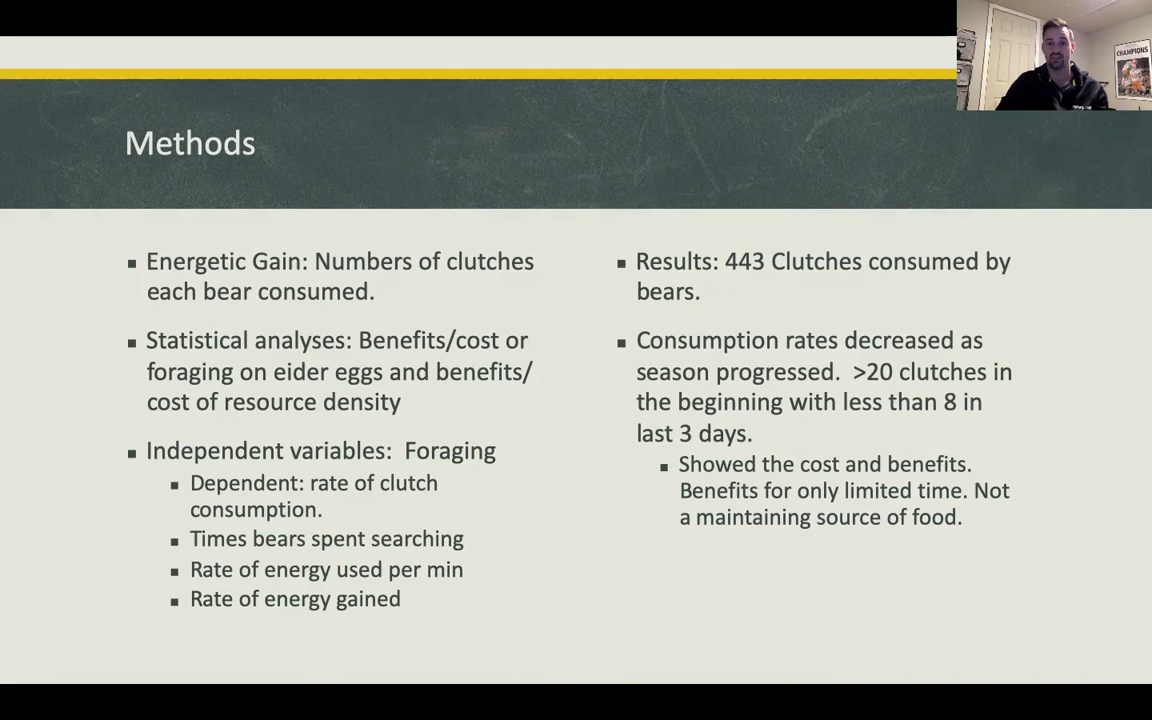 CHAMPIONS
Methods
▪ Energetic Gain: Numbers of clutches
each bear consumed.
▪ Statistical analyses: Benefits/cost or
foraging on eider eggs and benefits/
cost of resource density
▪ Independent variables:  Foraging
▪ Dependent: rate of clutch
consumption.
▪ Times bears spent searching
▪ Rate of energy used per min
▪ Rate of energy gained
▪ Results: 443 Clutches consumed by
bears.
▪ Consumption rates decreased as
season progressed.  >20 clutches in
the beginning with less than 8 in
last 3 days.
▪ Showed the cost and benefits.
Benefits for only limited time. Not
a maintaining source of food.